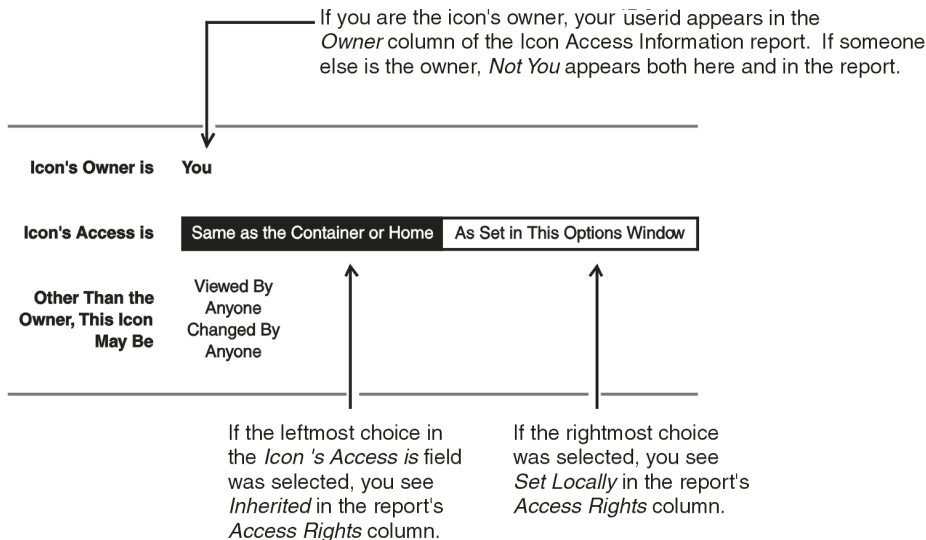 If you are the icon's owner, your userid appears in the
Owner column of the Icon Access Information report. If someone
else is the owner, Not You appears both here and in the report.
Icon's Owner is You
Icon's Access is Same as the Container or Home As Set in This Options Window
Other Than the
Owner, This Icon
May Be
Viewed By
Anyone
Changed By
Anyone
If the leftmost choice in
the Icon 's Access is field
was selected, you see
Inherited in the report's
Access Rights column.
If the rightmost choice
was selected, you see
Set Locally in the report's
Access Rights column.